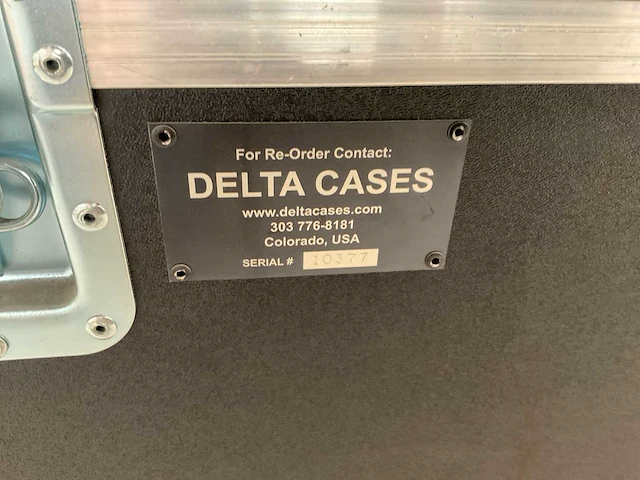 For Re-Order Contact:
DELTA CASES
www.deltacases.com
303 776-8181
Colorado, USA
SERIAL # 10377